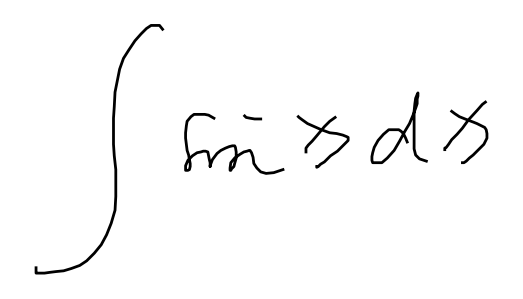 ∫ sin x dx